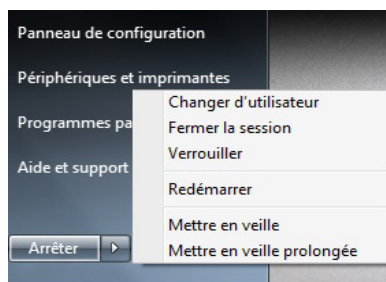 Panneau de configuration
Périphériques et imprimantes
Changer d'utilisateur
Programmes pa
Fermer la session
Verrouiller
Aide et support
Redémarrer
Mettre en veille
Arrêter
Mettre en veille prolongée